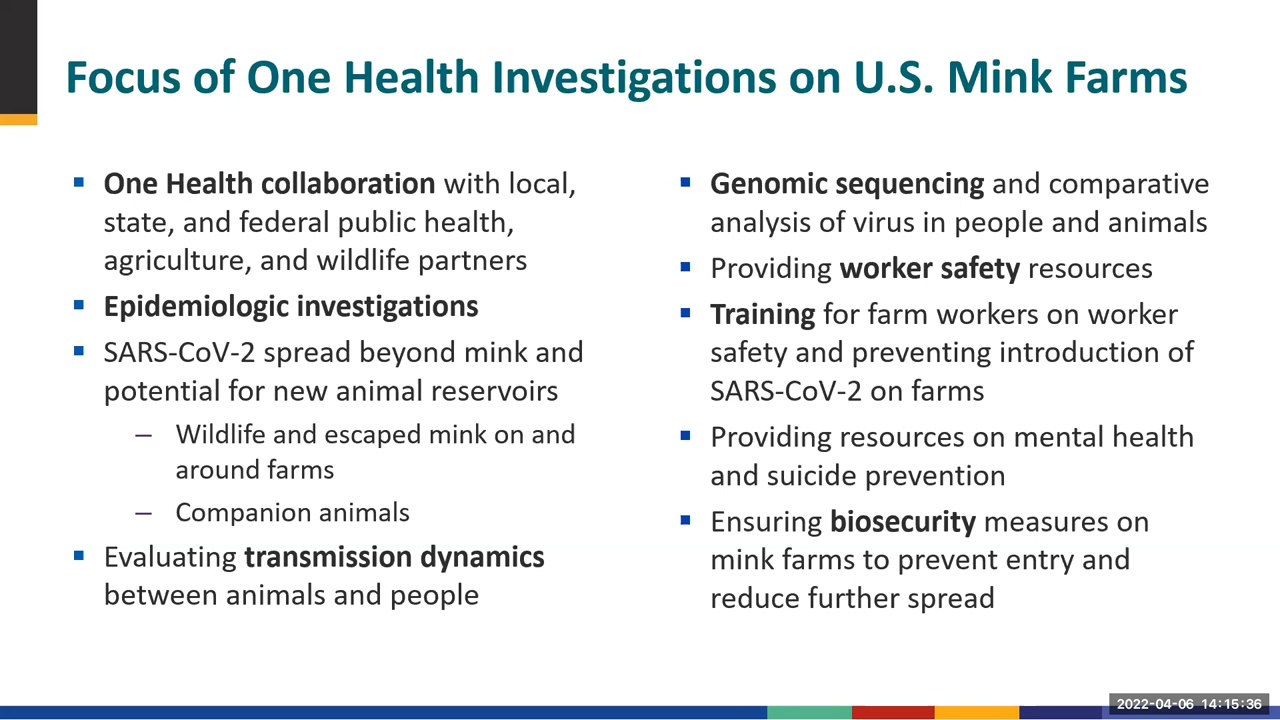 Focus of One Health Investigations on U.S. Mink Farms
One Health collaboration with local,
state, and federal public health,
agriculture, and wildlife partners
Epidemiologic investigations
SARS-CoV-2 spread beyond mink and
potential for new animal reservoirs
– Wildlife and escaped mink on and
around farms
– Companion animals
Evaluating transmission dynamics
between animals and people
Genomic sequencing and comparative
analysis of virus in people and animals
Providing worker safety resources
Training for farm workers on worker
safety and preventing introduction of
SARS-CoV-2 on farms
Providing resources on mental health
and suicide prevention
Ensuring biosecurity measures on
mink farms to prevent entry and
reduce further spread
2022-04-06 14:15:36